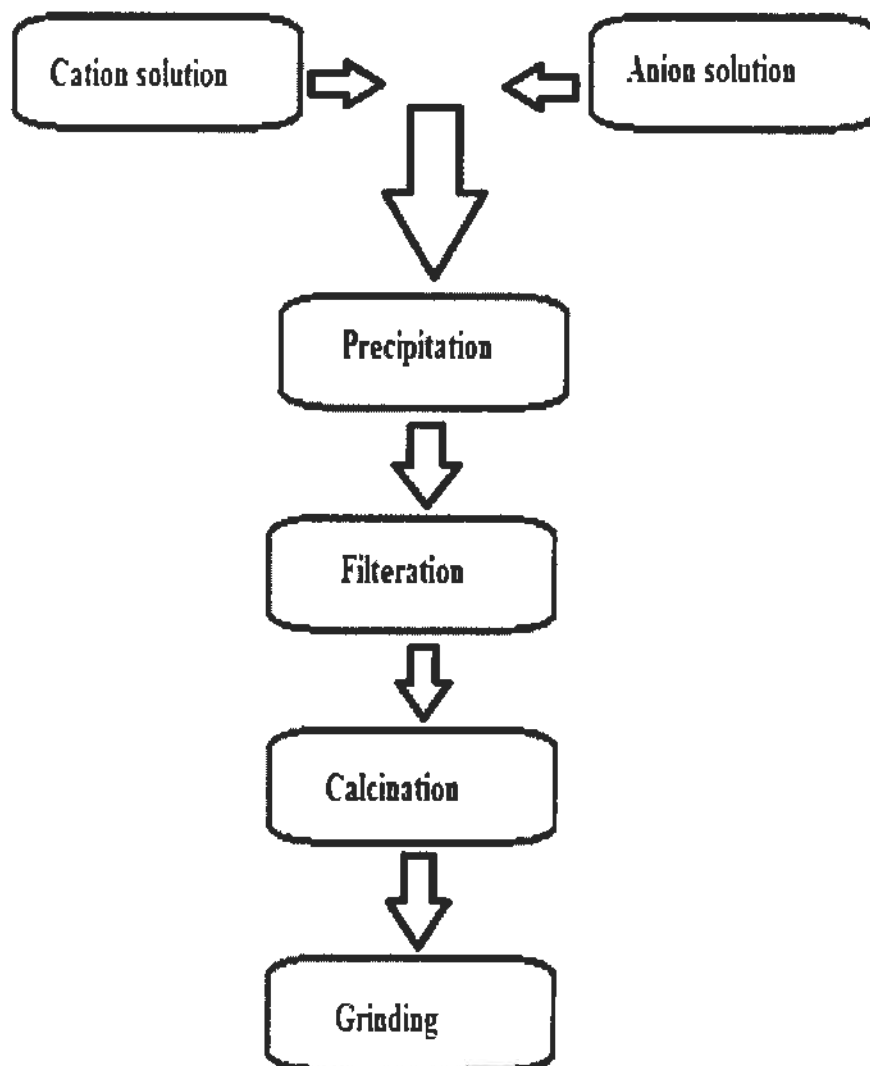 Cation solution
Anion solution
Precipitation
Filteration
Calcination
Grinding